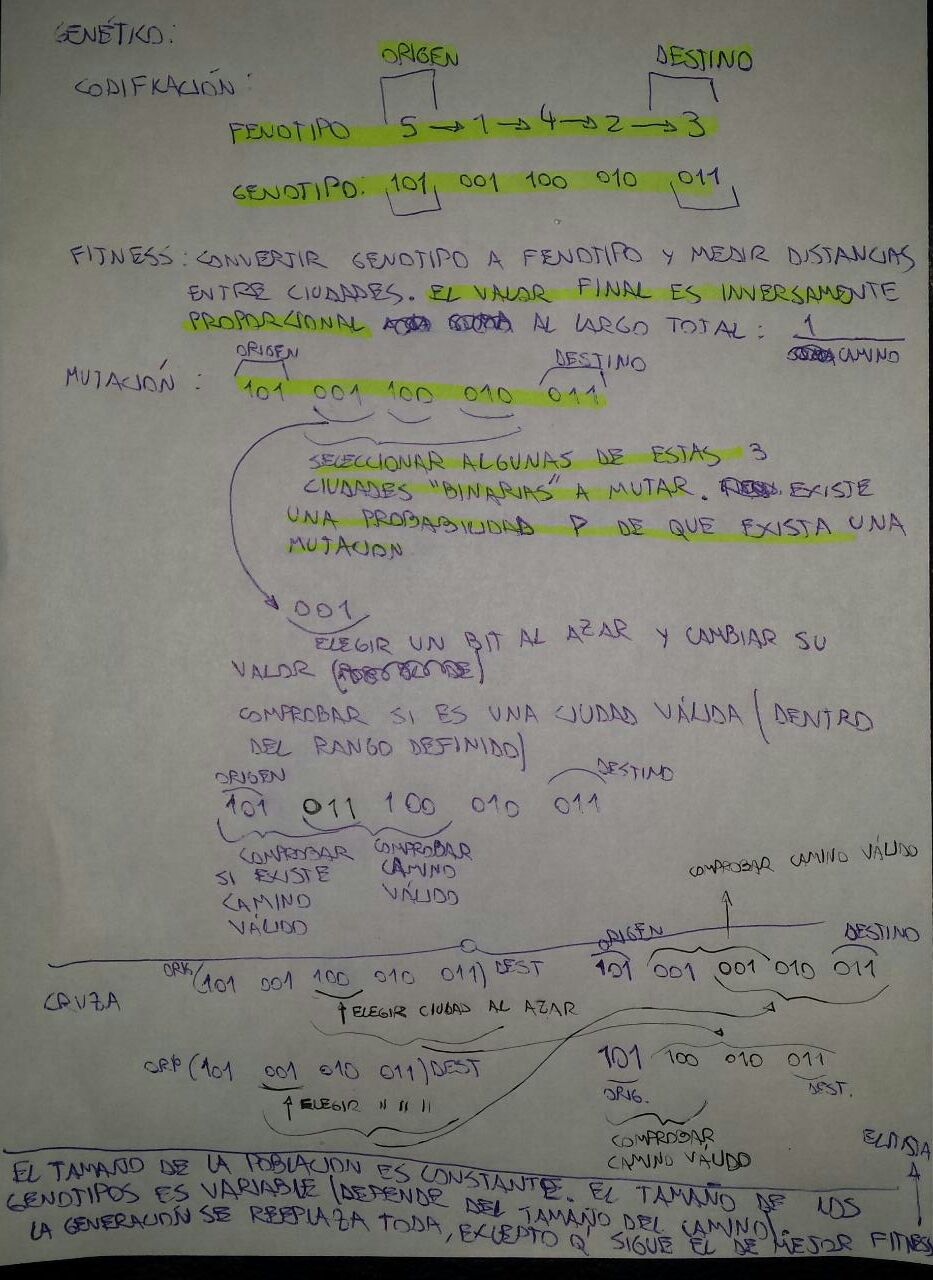 GENÉTICO:
CODIFICACIÓN:
ORIGEN DESTINO
FENOTIPO 5 → 1 → 4 → 2 → 3
GENOTIPO: 101 001 100 010 011
FITNESS: CONVERTIR GENOTIPO A FENOTIPO Y MEDIR DISTANCIAS
ENTRE CIUDADES. EL VALOR FINAL ES INVERSAMENTE
PROPORCIONAL AL LARGO TOTAL: 1
CAMINO
ORIGEN DESTINO
MUTACIÓN: 101 001 100 010 011
SELECCIONAR ALGUNAS DE ESTAS 3
CIUDADES "BINARIAS" A MUTAR. EXISTE
UNA PROBABILIDAD P DE QUE EXISTA UNA
MUTACION
001
ELEGIR UN BIT AL AZAR Y CAMBIAR SU
VALOR
COMPROBAR SI ES UNA CIUDAD VÁLIDA (DENTRO
DEL RANGO DEFINIDO)
ORIGEN DESTINO
101 011 100 010 011
COMPROBAR
SI EXISTE
CAMINO
VÁLIDO
COMPROBAR
CAMINO
VÁLIDO
COMPROBAR CAMINO VÁLIDO
CRUZA
(101 001 100 010 011) DEST
↑ ELEGIR CIUDAD AL AZAR
ORIGEN DESTINO
101 001 001 010 011
(101 001 010 011) DEST
↑ ELEGIR " " "
101 100 010 011
ORIG. DEST.
COMPROBAR
CAMINO VÁLIDO
EL TAMAÑO DE LA POBLACION ES CONSTANTE. EL TAMAÑO DE LOS
GENOTIPOS ES VARIABLE (DEPENDE DEL TAMAÑO DEL CAMINO).
LA GENERACIÓN SE REEPLAZA TODA, EXCEPTO Q' SIGUE EL DE MEJOR FITNESS